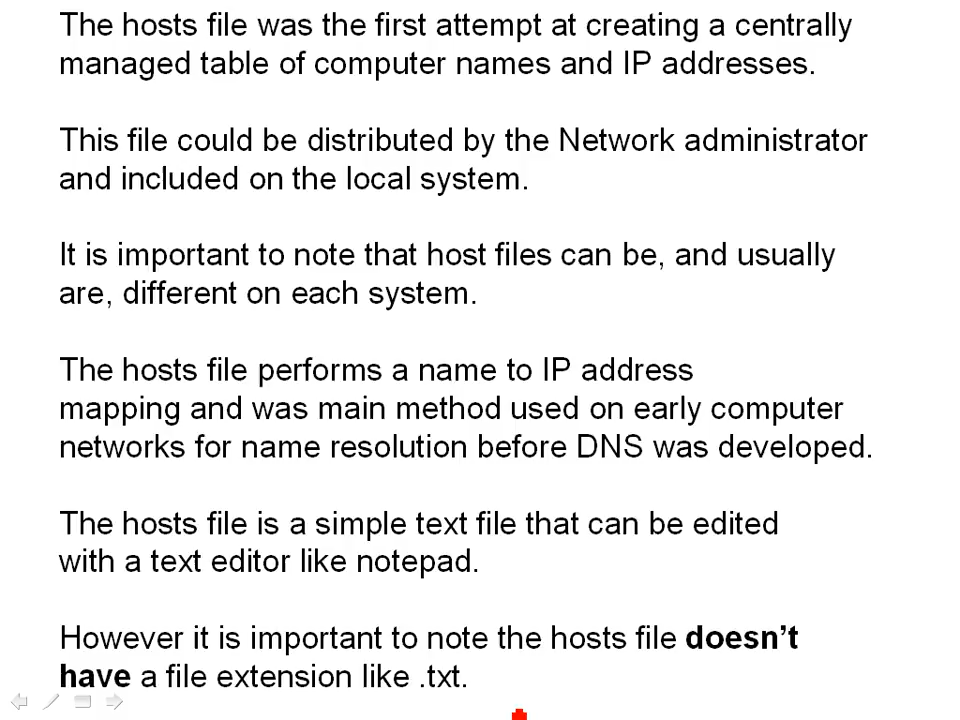 The hosts file was the first attempt at creating a centrally
managed table of computer names and IP addresses.
This file could be distributed by the Network administrator
and included on the local system.
It is important to note that host files can be, and usually
are, different on each system.
The hosts file performs a name to IP address
mapping and was main method used on early computer
networks for name resolution before DNS was developed.
The hosts file is a simple text file that can be edited
with a text editor like notepad.
However it is important to note the hosts file doesn’t
have a file extension like .txt.